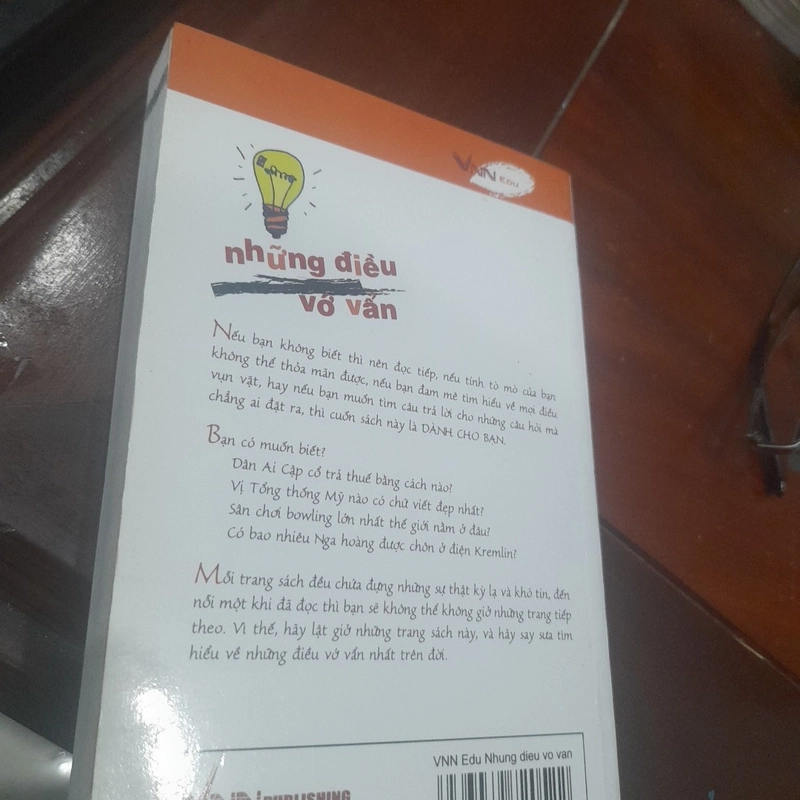 VNN EDU
những điều
vớ vẩn
Nếu bạn không biết thì nên đọc tiếp, nếu tính tò mò của bạn
không thể thỏa mãn được, nếu bạn đam mê tìm hiểu về mọi điều
vụn vặt, hay nếu bạn muốn tìm câu trả lời cho những câu hỏi mà
chẳng ai đặt ra, thì cuốn sách này là DÀNH CHO BẠN.
Bạn có muốn biết?
Dân Ai Cập cổ trả thuế bằng cách nào?
Vị Tổng thống Mỹ nào có chữ viết đẹp nhất?
Sân chơi bowling lớn nhất thế giới nằm ở đâu?
Có bao nhiêu Nga hoàng được chôn ở điện Kremlin?
Mỗi trang sách đều chứa đựng những sự thật kỳ lạ và khó tin, đến
nỗi một khi đã đọc thì bạn sẽ không thể không giở những trang tiếp
theo. Vì thế, hãy lật giở những trang sách này, và hãy say sưa tìm
hiểu về những điều vớ vẩn nhất trên đời.
VNN Edu Nhung dieu vo van
PUBLISHING